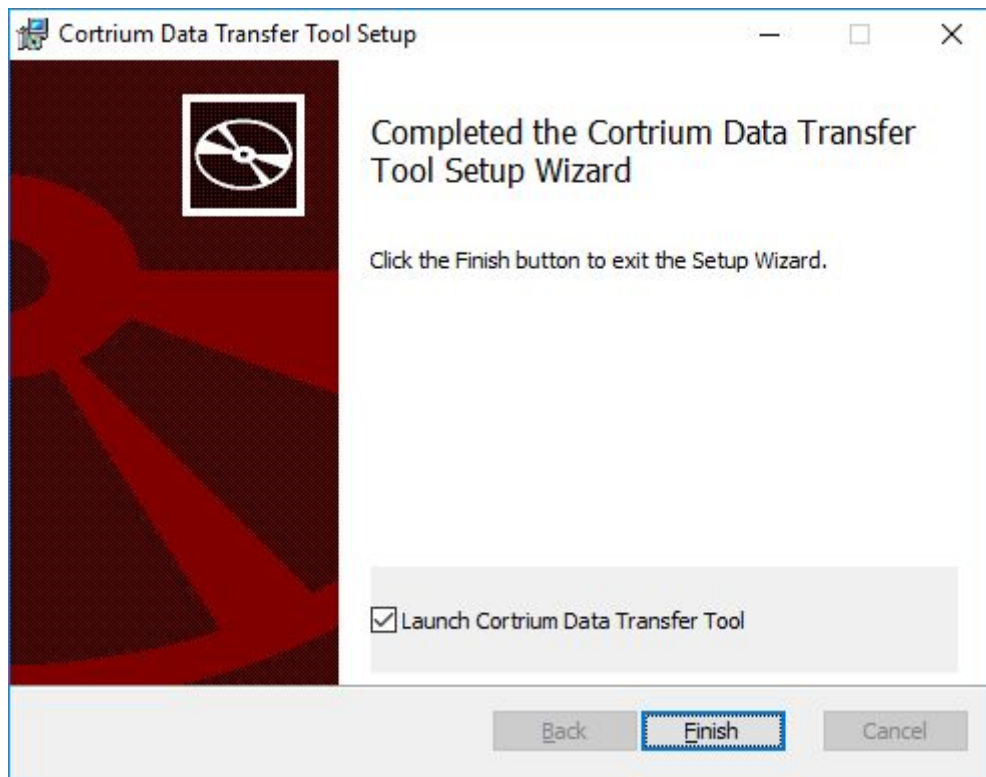 Cortrium Data Transfer Tool Setup
Completed the Cortrium Data Transfer
Tool Setup Wizard
Click the Finish button to exit the Setup Wizard.
Launch Cortrium Data Transfer Tool
Back
Finish
Cancel